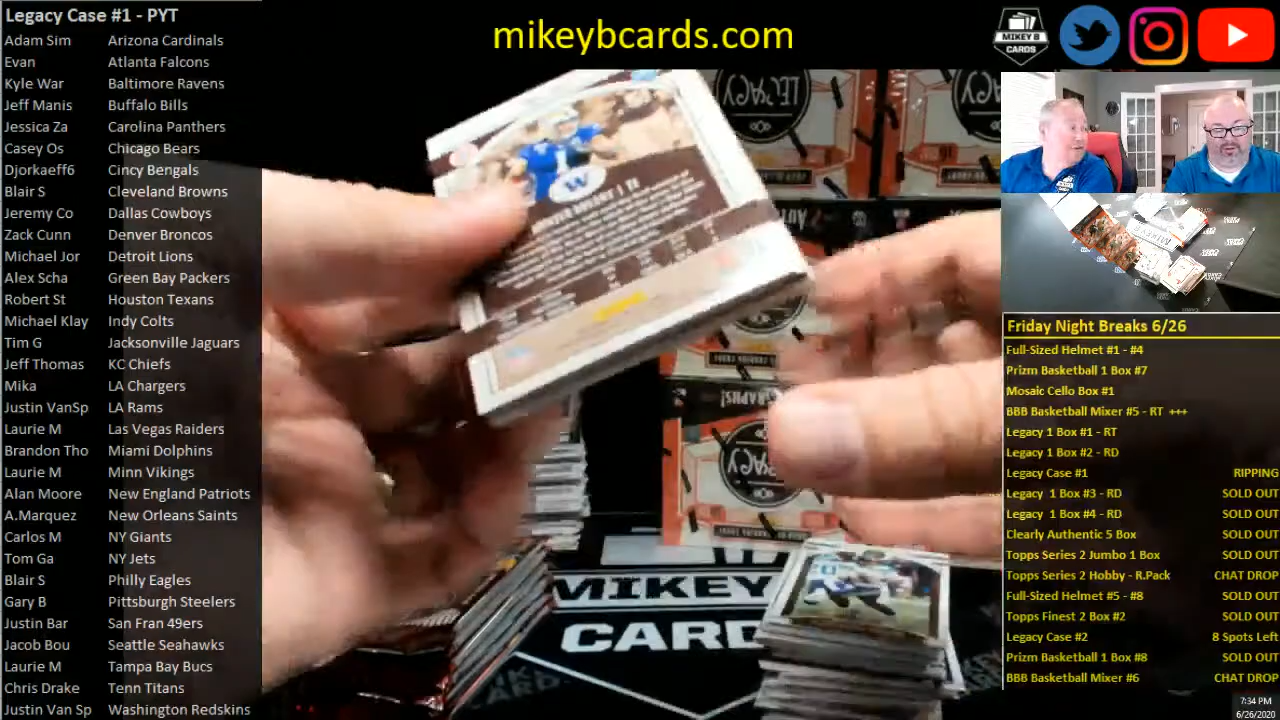 Legacy Case #1 - PYT
Adam Sim Arizona Cardinals
Evan Atlanta Falcons
Kyle War Baltimore Ravens
Jeff Manis Buffalo Bills
Jessica Za Carolina Panthers
Casey Os Chicago Bears
Djorkaeff6 Cincy Bengals
Blair S Cleveland Browns
Jeremy Co Dallas Cowboys
Zack Cunn Denver Broncos
Michael Jor Detroit Lions
Alex Scha Green Bay Packers
Robert St Houston Texans
Michael Klay Indy Colts
Tim G Jacksonville Jaguars
Jeff Thomas KC Chiefs
Mika LA Chargers
Justin VanSp LA Rams
Laurie M Las Vegas Raiders
Brandon Tho Miami Dolphins
Laurie M Minn Vikings
Alan Moore New England Patriots
A.Marquez New Orleans Saints
Carlos M NY Giants
Tom Ga NY Jets
Blair S Philly Eagles
Gary B Pittsburgh Steelers
Justin Bar San Fran 49ers
Jacob Bou Seattle Seahawks
Laurie M Tampa Bay Bucs
Chris Drake Tenn Titans
Justin Van Sp Washington Redskins
mikeybcards.com
MIKEY B
CARDS
LEGACY
LEGACY
W
LEGACY
MIKEY
CARD
MIKEY
Friday Night Breaks 6/26
Full-Sized Helmet #1 - #4
Prizm Basketball 1 Box #7
Mosaic Cello Box #1
BBB Basketball Mixer #5 - RT +++
Legacy 1 Box #1 - RT
Legacy 1 Box #2 - RD
Legacy Case #1 RIPPING
Legacy 1 Box #3 - RD SOLD OUT
Legacy 1 Box #4 - RD SOLD OUT
Clearly Authentic 5 Box SOLD OUT
Topps Series 2 Jumbo 1 Box SOLD OUT
Topps Series 2 Hobby - R.Pack CHAT DROP
Full-Sized Helmet #5 - #8 SOLD OUT
Topps Finest 2 Box #2 SOLD OUT
Legacy Case #2 8 Spots Left
Prizm Basketball 1 Box #8 SOLD OUT
BBB Basketball Mixer #6 CHAT DROP
7:34 PM
6/26/2020